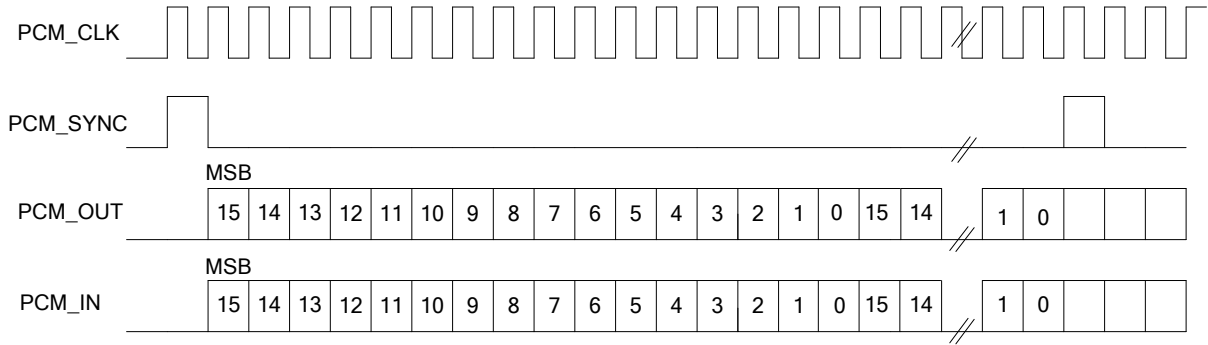 PCM_CLK
PCM_SYNC
MSB
PCM_OUT 15 14 13 12 11 10 9 8 7 6 5 4 3 2 1 0 15 14 1 0
MSB
PCM_IN 15 14 13 12 11 10 9 8 7 6 5 4 3 2 1 0 15 14 1 0